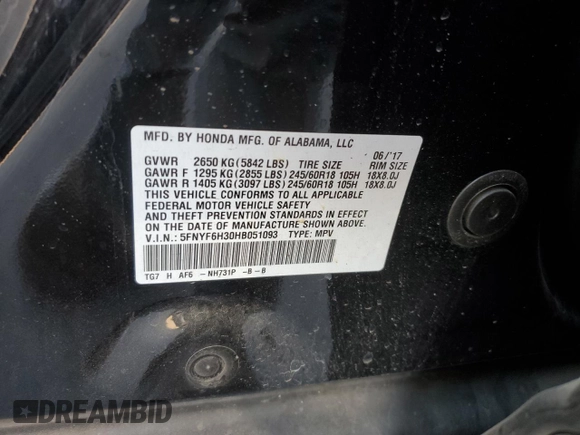 MFD. BY HONDA MFG. OF ALABAMA, LLC
06/'17
GVWR 2650 KG (5842 LBS) TIRE SIZE RIM SIZE
GAWR F 1295 KG (2855 LBS) 245/60R18 105H 18X8.0J
GAWR R 1405 KG (3097 LBS) 245/60R18 105H 18X8.0J
THIS VEHICLE CONFORMS TO ALL APPLICABLE
FEDERAL MOTOR VEHICLE SAFETY
AND THEFT PREVENTION STANDARDS IN EFFECT
ON THE DATE OF MANUFACTURE SHOWN ABOVE.
V.I.N.: 5FNYF6H30HB051093 TYPE: MPV
TG7 H AF6 -NH731P -B-B
DREAMBID